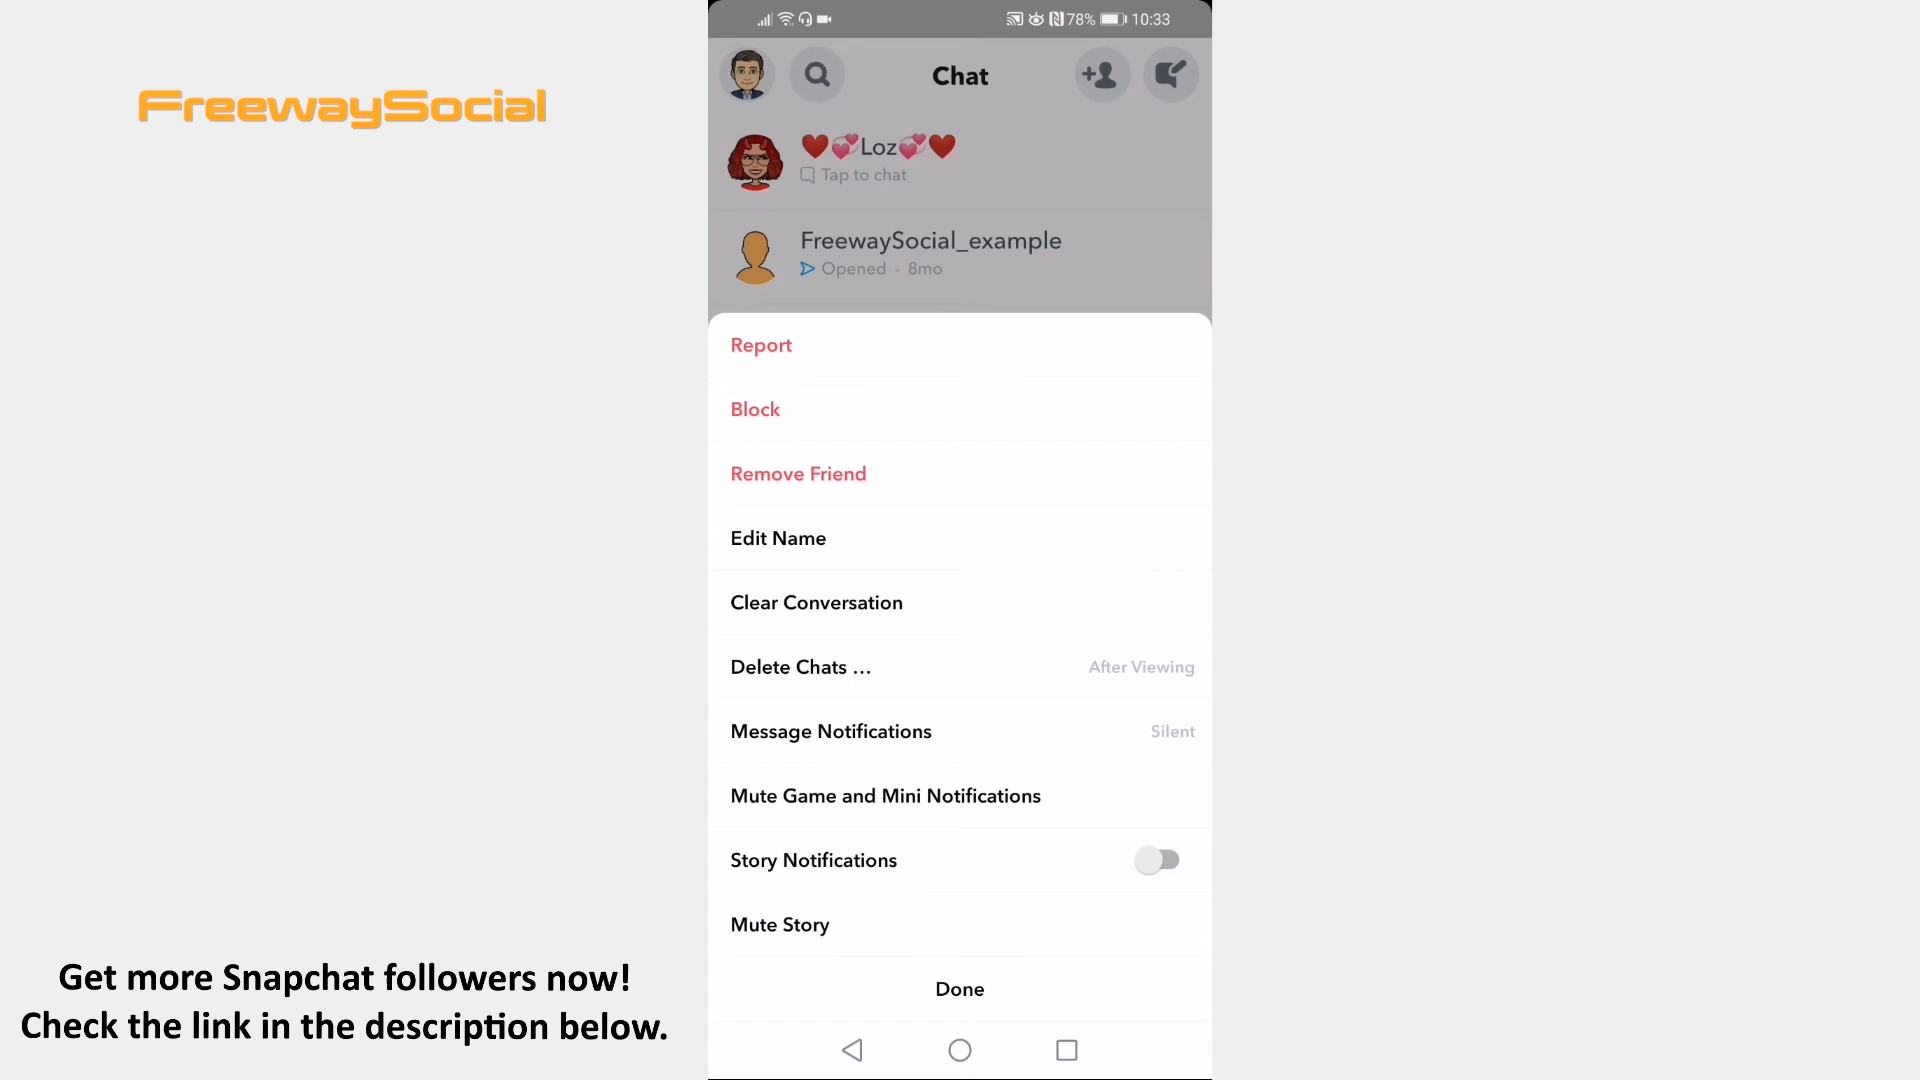 FreewaySocial
78% 10:33
Chat
❤️💞Loz💞❤️
Tap to chat
FreewaySocial_example
Opened • 8mo
Report
Block
Remove Friend
Edit Name
Clear Conversation
Delete Chats ... After Viewing
Message Notifications Silent
Mute Game and Mini Notifications
Story Notifications
Mute Story
Done
Get more Snapchat followers now!
Check the link in the description below.